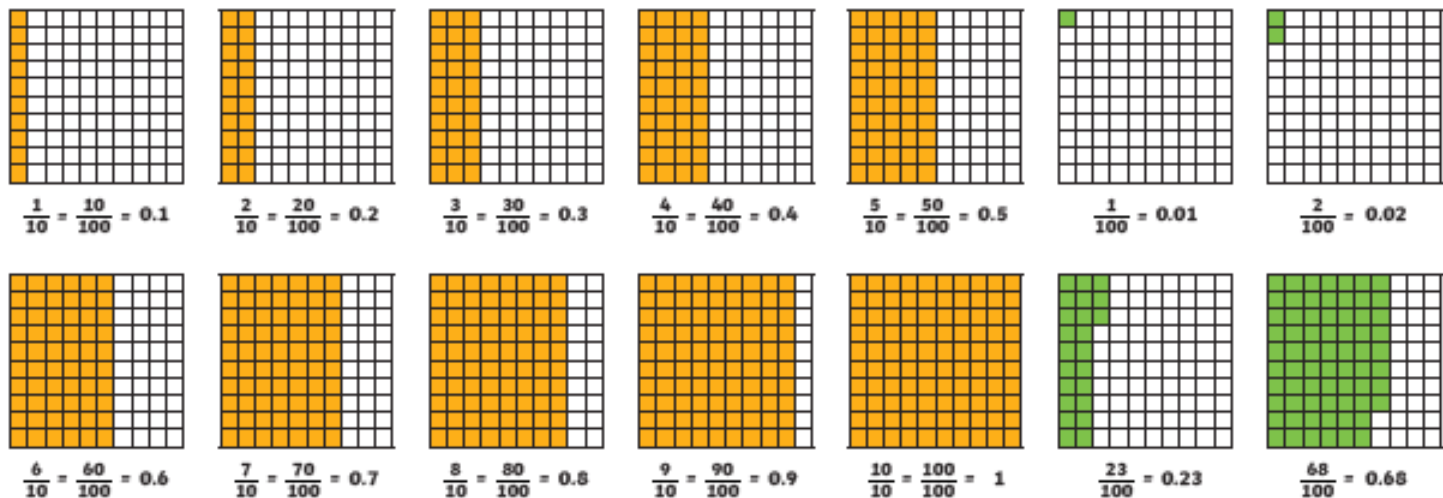 1/10 = 10/100 = 0.1
2/10 = 20/100 = 0.2
3/10 = 30/100 = 0.3
4/10 = 40/100 = 0.4
5/10 = 50/100 = 0.5
1/100 = 0.01
2/100 = 0.02
6/10 = 60/100 = 0.6
7/10 = 70/100 = 0.7
8/10 = 80/100 = 0.8
9/10 = 90/100 = 0.9
10/10 = 100/100 = 1
23/100 = 0.23
68/100 = 0.68